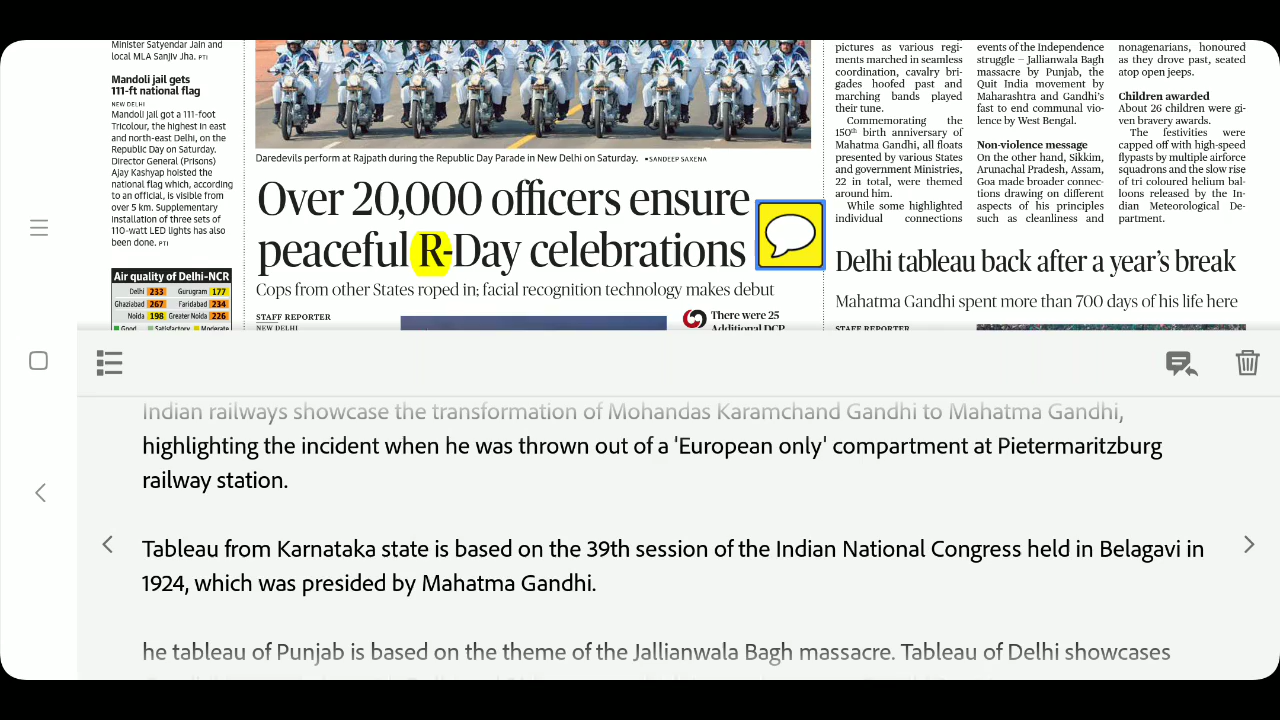 Minister Satyendar Jain and
local MLA Sanjiv Jha. PTI
Mandoli jail gets
111-ft national flag
NEW DELHI
Mandoli Jail got a 111-foot
Tricolour, the highest in east
and north-east Delhi, on the
Republic Day on Saturday.
Director General (Prisons)
Ajay Kashyap hoisted the
national flag which, according
to an official, is visible from
over 5 km. Supplementary
installation of three sets of
110-watt LED lights has also
been done. PTI
Air quality of Delhi-NCR
Delhi 233 Gurugram 177
Ghaziabad 267 Faridabad 234
Noida 198 Greater Noida 226
Good Satisfactory Moderate
Daredevils perform at Rajpath during the Republic Day Parade in New Delhi on Saturday. ▪SANDEEP SAXENA
Over 20,000 officers ensure
peaceful R-Day celebrations
Cops from other States roped in; facial recognition technology makes debut
STAFF REPORTER
NEW DELHI
There were 25
Additional DCP
pictures as various regi-
ments marched in seamless
coordination, cavalry bri-
gades hoofed past and
marching bands played
their tune.
Commemorating the
150th birth anniversary of
Mahatma Gandhi, all floats
presented by various States
and government Ministries,
22 in total, were themed
around him.
While some highlighted
individual connections
events of the Independence
struggle – Jallianwala Bagh
massacre by Punjab, the
Quit India movement by
Maharashtra and Gandhi's
fast to end communal vio-
lence by West Bengal.
Non-violence message
On the other hand, Sikkim,
Arunachal Pradesh, Assam,
Goa made broader connec-
tions drawing on different
aspects of his principles
such as cleanliness and
nonagenarians, honoured
as they drove past, seated
atop open jeeps.
Children awarded
About 26 children were gi-
ven bravery awards.
The festivities were
capped off with high-speed
flypasts by multiple airforce
squadrons and the slow rise
of tri coloured helium bal-
loons released by the In-
dian Meteorological De-
partment.
Delhi tableau back after a year's break
Mahatma Gandhi spent more than 700 days of his life here
STAFF REPORTER
Indian railways showcase the transformation of Mohandas Karamchand Gandhi to Mahatma Gandhi,
highlighting the incident when he was thrown out of a 'European only' compartment at Pietermaritzburg
railway station.
Tableau from Karnataka state is based on the 39th session of the Indian National Congress held in Belagavi in
1924, which was presided by Mahatma Gandhi.
he tableau of Punjab is based on the theme of the Jallianwala Bagh massacre. Tableau of Delhi showcases